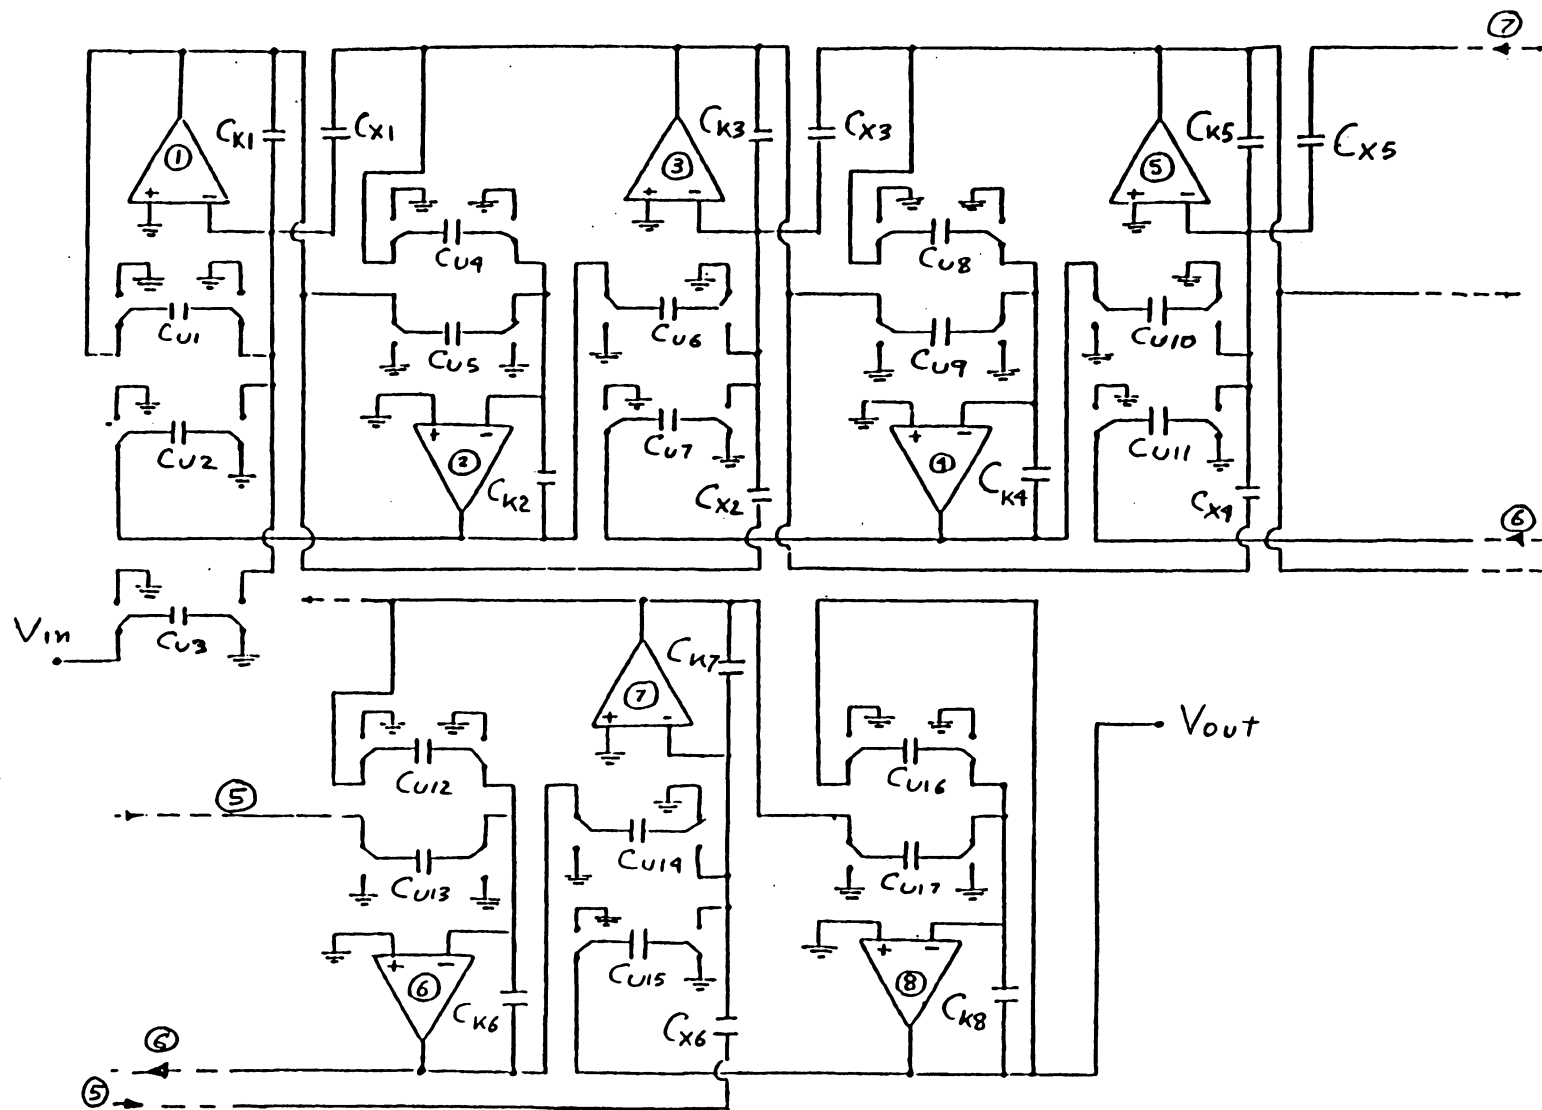 ⑦
CK1
CX1
CK3
CX3
CK5
CX5
①
③
⑤
+ -
+ -
+ -
CU4
CU8
CU1
CU6
CU10
CU5
CU9
CU2
+ -
②
CK2
CU7
+ -
④
CK4
CU11
CX2
CX4
⑥
Vin
CU3
CK7
⑦
+ -
Vout
CU12
CU16
⑤
CU14
CU13
CU17
+ -
⑥
CK6
CU15
+ -
⑧
CK8
CX6
⑥
⑤